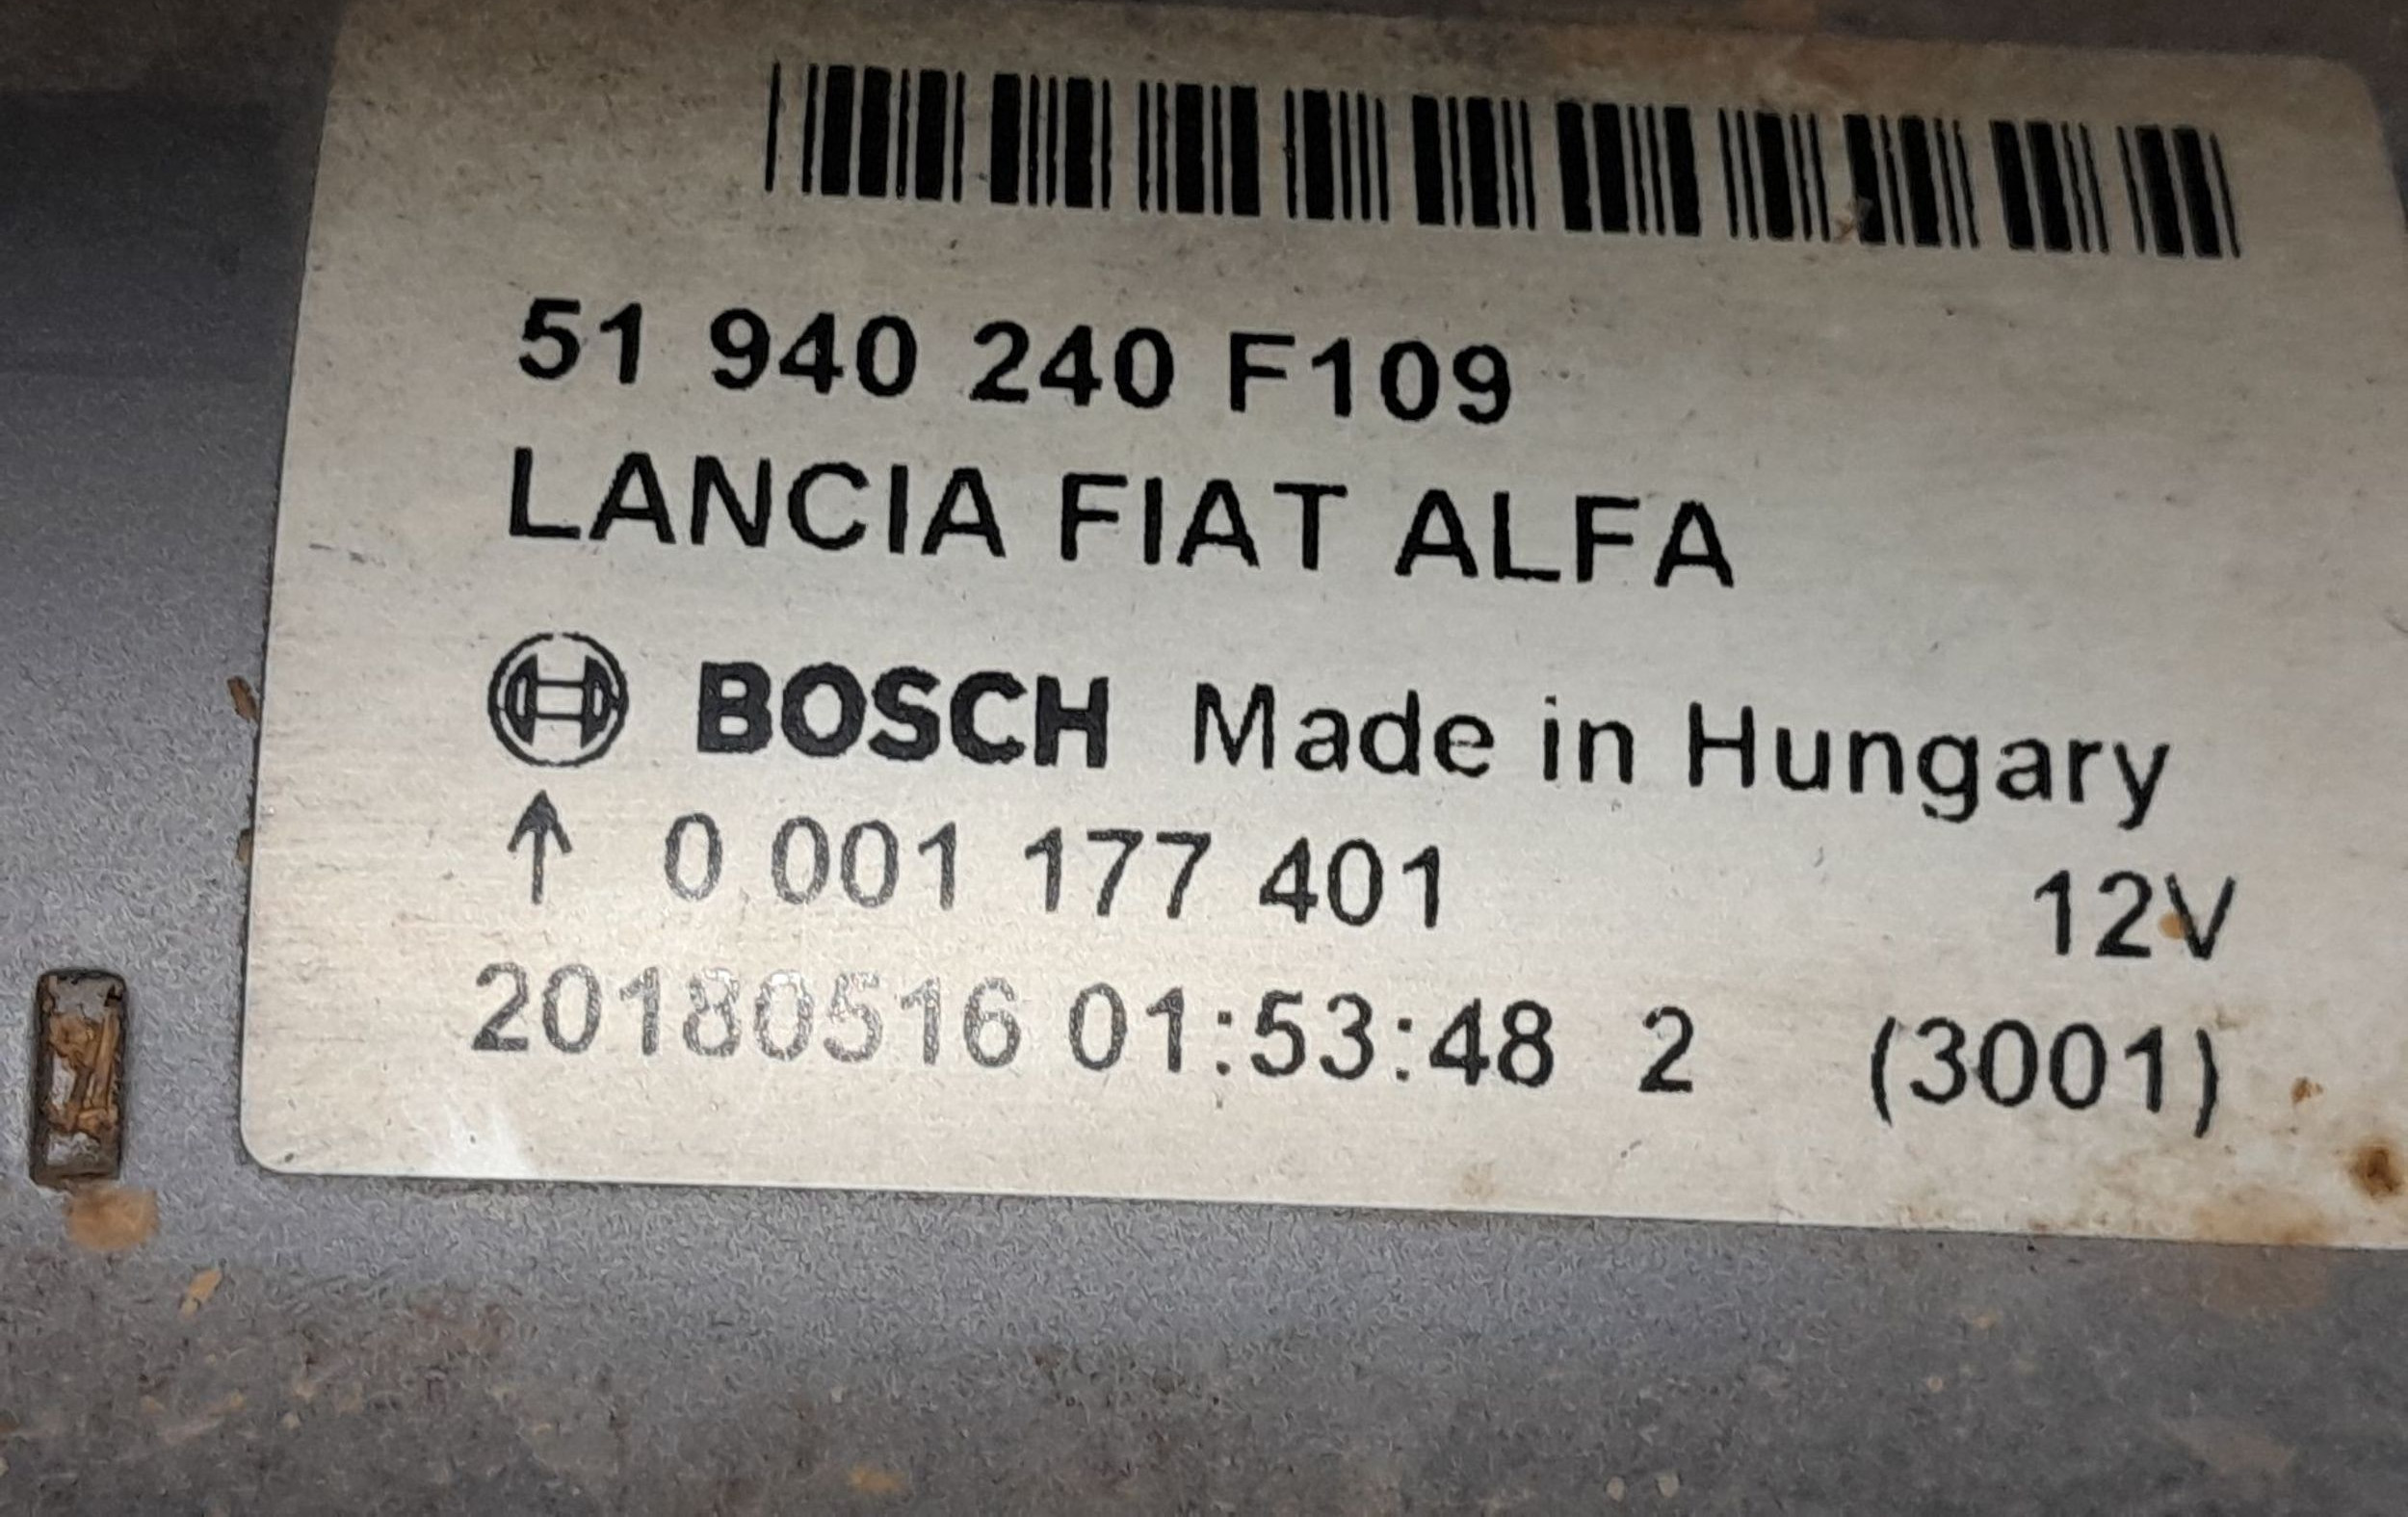 51 940 240 F109
LANCIA FIAT ALFA
BOSCH Made in Hungary
↑ 0 001 177 401 12V
20180516 01:53:48 2 (3001)